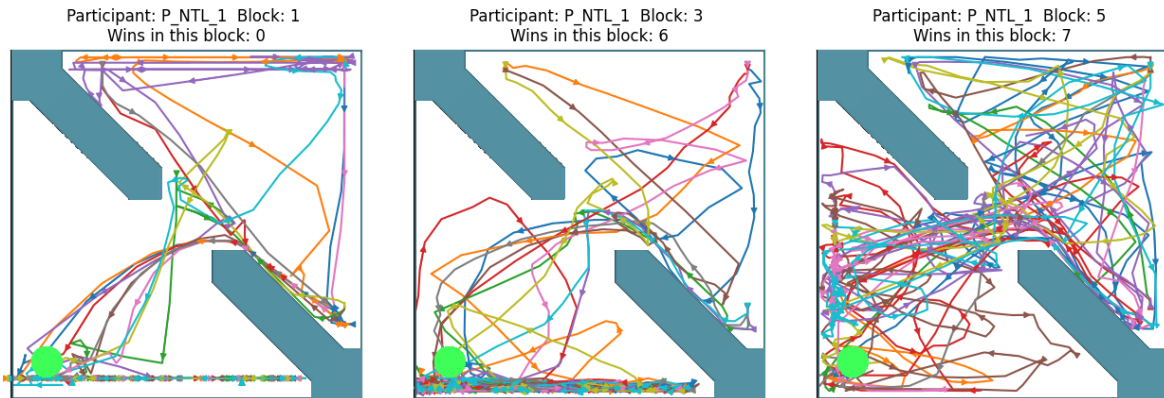 Participant: P_NTL_1  Block: 1
Wins in this block: 0
Participant: P_NTL_1  Block: 3
Wins in this block: 6
Participant: P_NTL_1  Block: 5
Wins in this block: 7